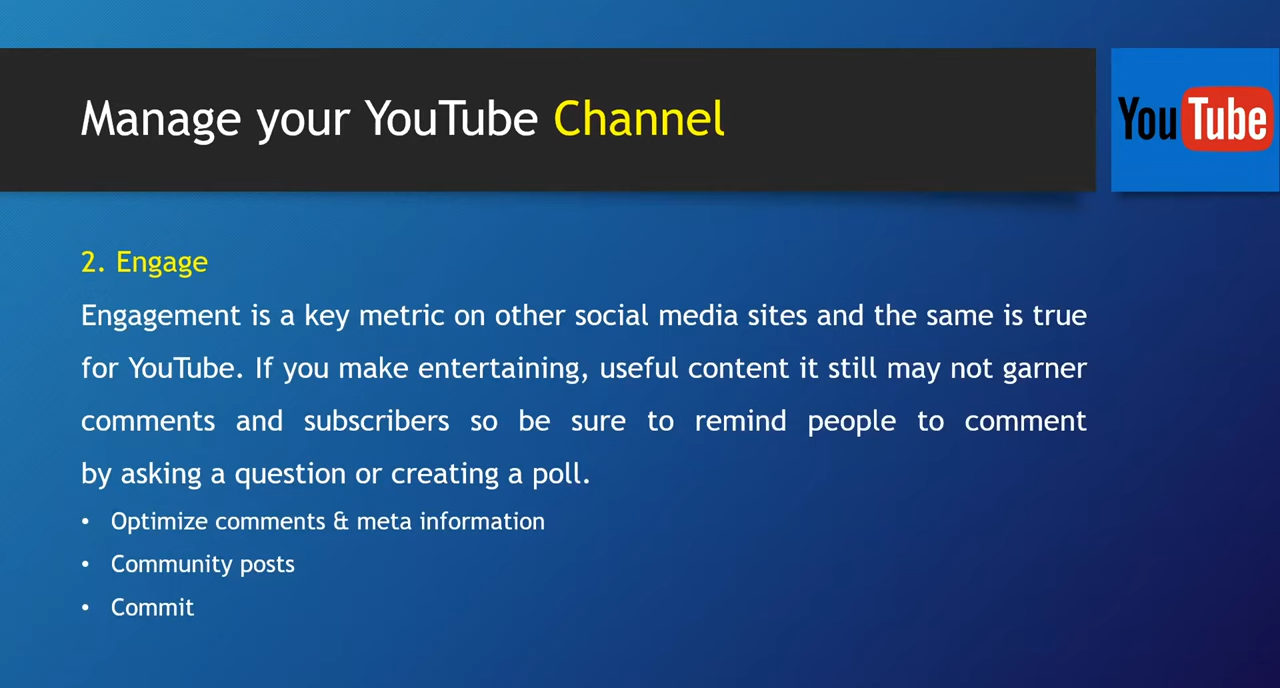 Manage your YouTube Channel
YouTube
2. Engage
Engagement is a key metric on other social media sites and the same is true
for YouTube. If you make entertaining, useful content it still may not garner
comments and subscribers so be sure to remind people to comment
by asking a question or creating a poll.
• Optimize comments & meta information
• Community posts
• Commit